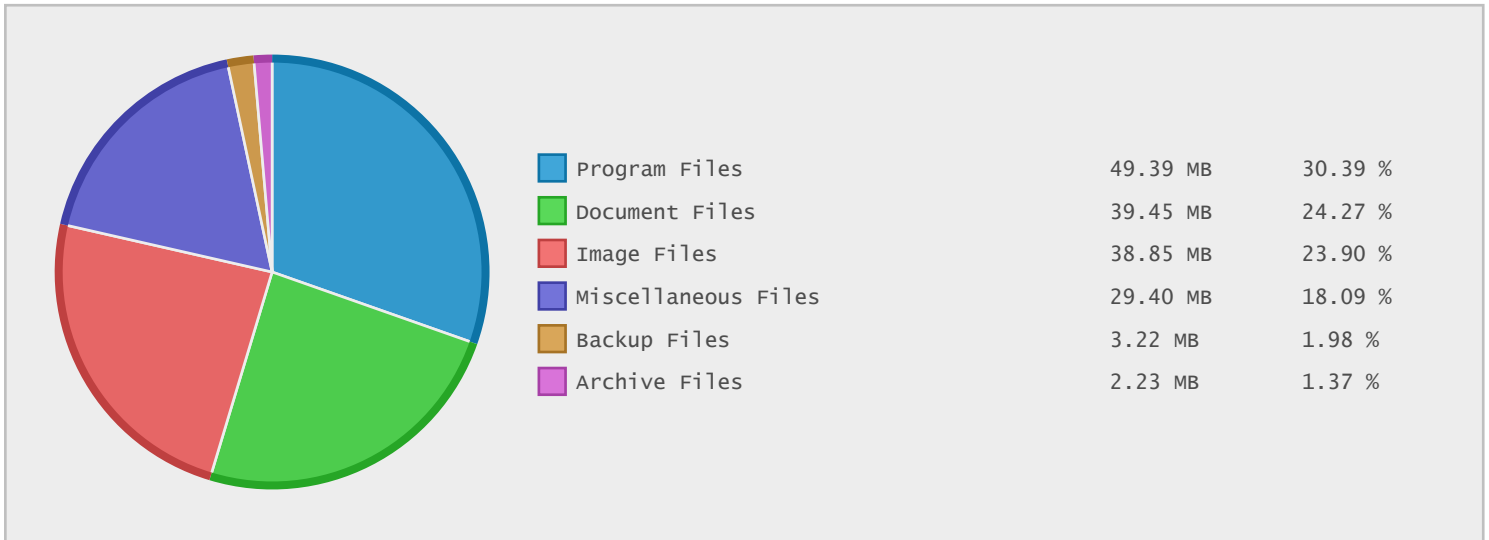 Program Files 49.39 MB 30.39 %
Document Files 39.45 MB 24.27 %
Image Files 38.85 MB 23.90 %
Miscellaneous Files 29.40 MB 18.09 %
Backup Files 3.22 MB 1.98 %
Archive Files 2.23 MB 1.37 %